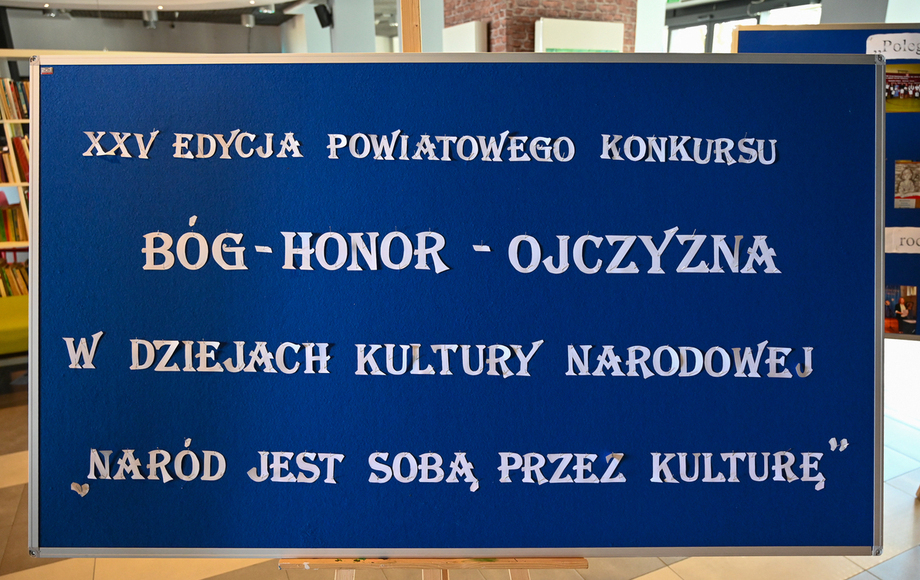 XXV EDYCJA POWIATOWEGO KONKURSU
BÓG - HONOR - OJCZYZNA
W DZIEJACH KULTURY NARODOWEJ
„NARÓD JEST SOBĄ PRZEZ KULTURĘ"